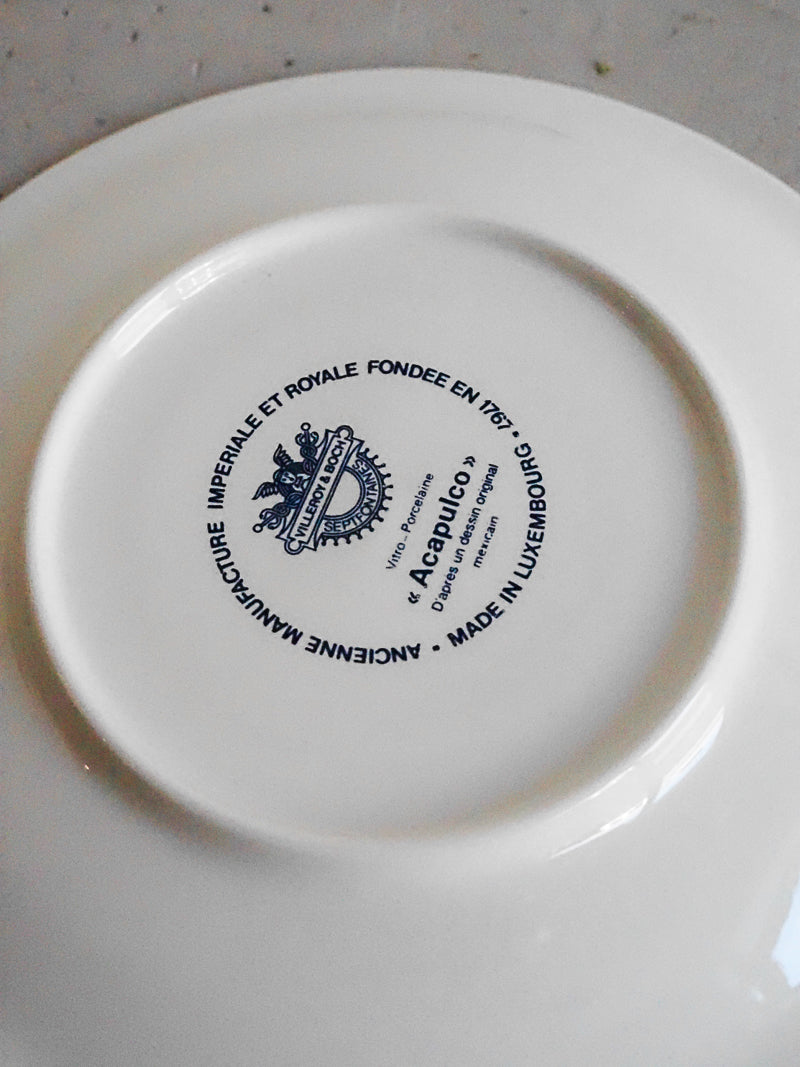 ANCIENNE MANUFACTURE IMPERIALE ET ROYALE FONDEE EN 1767 • MADE IN LUXEMBOURG •
VILLEROY & BOCH
SEPTFONTAINES
Vitro-Porcelaine
« Acapulco »
D'après un dessin original
mexicain